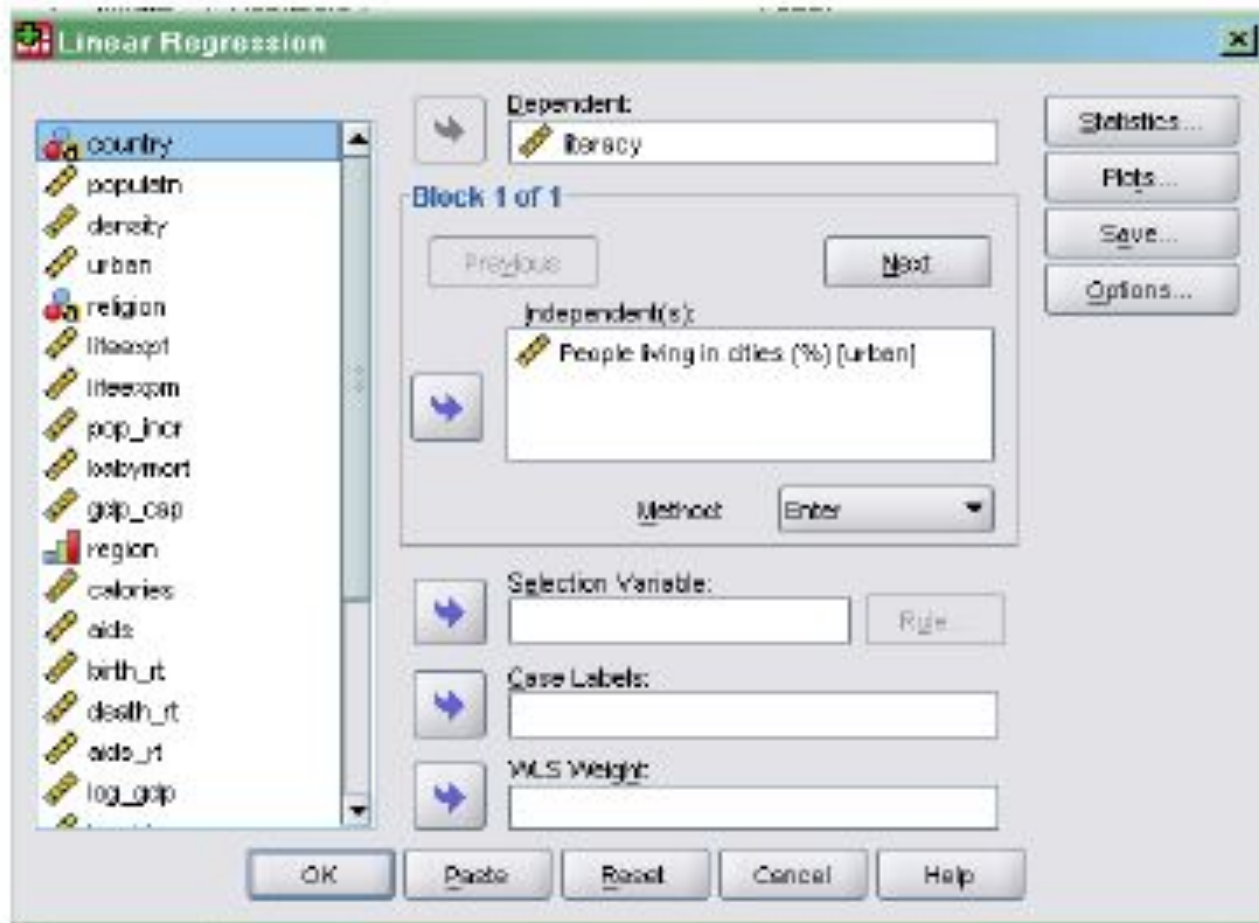 Linear Regression
country
populatn
density
urban
religion
lifeexpf
lifeexpm
pop_incr
babymort
gdp_cap
region
calories
aids
birth_rt
death_rt
aids_rt
log_gdp
Dependent:
literacy
Block 1 of 1
Previous
Next
Independent(s):
People living in cities (%) [urban]
Method:
Enter
Selection Variable:
Rule...
Case Labels:
WLS Weight:
Statistics...
Plots...
Save...
Options...
OK
Paste
Reset
Cancel
Help